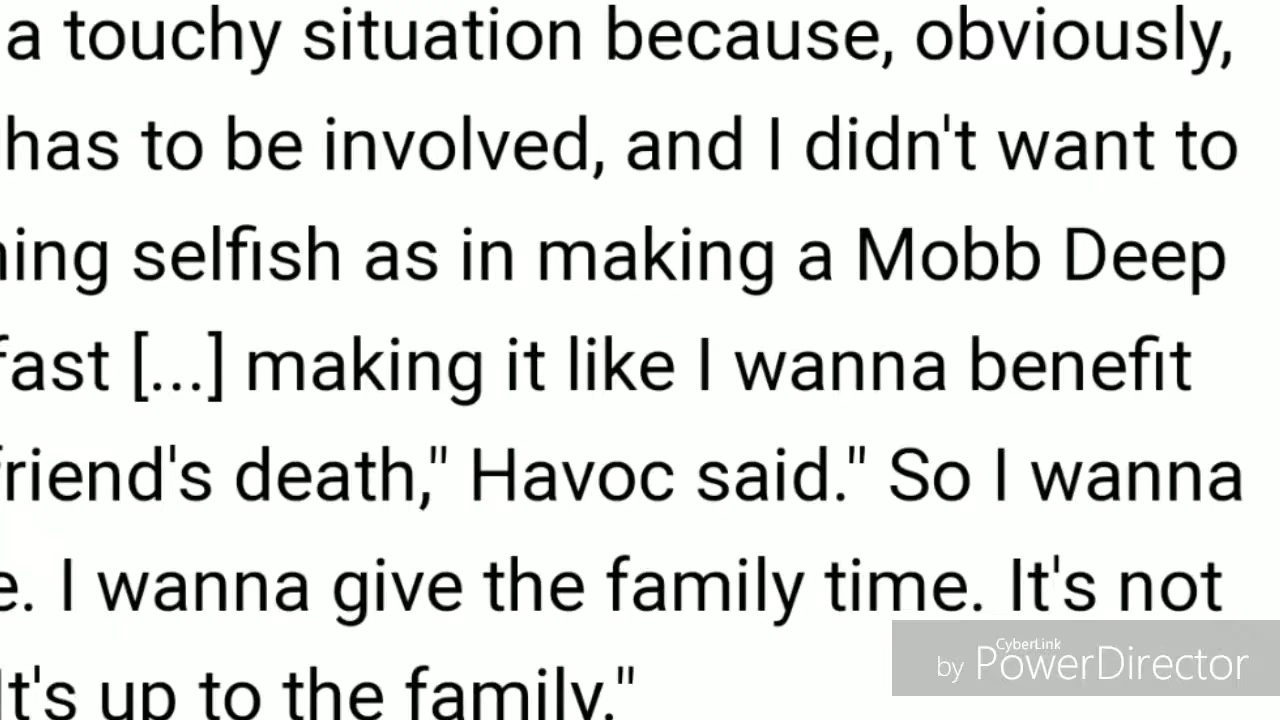 a touchy situation because, obviously,
has to be involved, and I didn't want to
selfish as in making a Mobb Deep
fast [...] making it like I wanna benefit
friend's death," Havoc said." So I wanna
I wanna give the family time. It's not
It's up to the family."
CyberLink
by PowerDirector